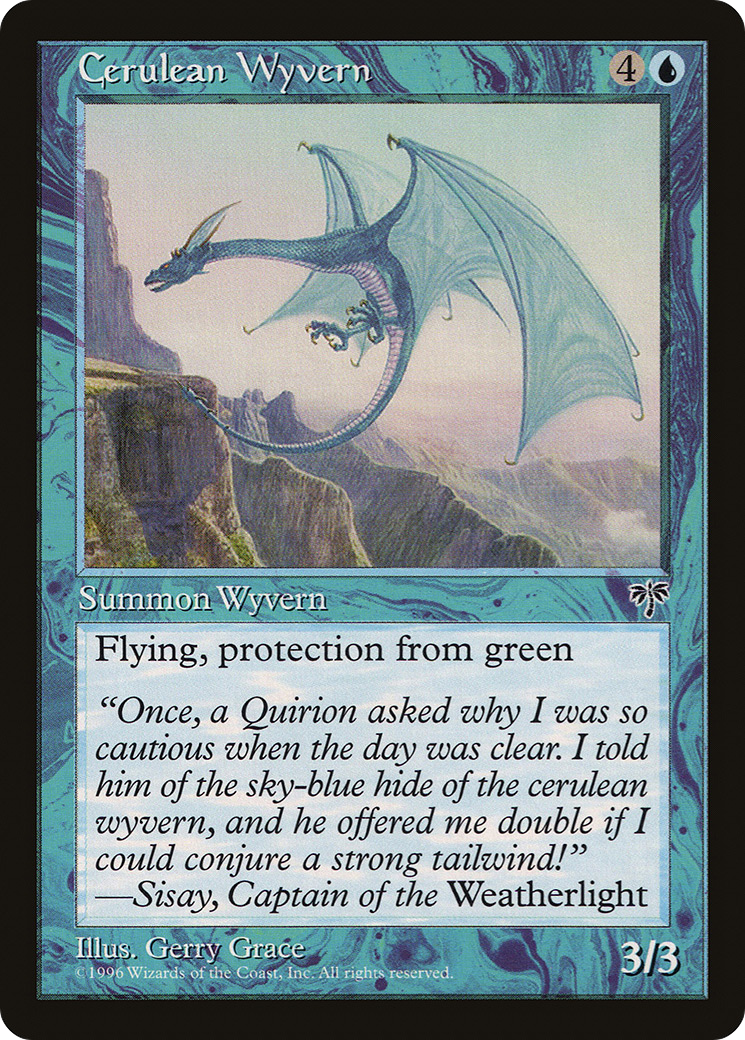 Cerulean Wyvern 4
Summon Wyvern
Flying, protection from green
“Once, a Quirion asked why I was so
cautious when the day was clear. I told
him of the sky-blue hide of the cerulean
wyvern, and he offered me double if I
could conjure a strong tailwind!”
—Sisay, Captain of the Weatherlight
Illus. Gerry Grace
©1996 Wizards of the Coast, Inc. All rights reserved.
3/3